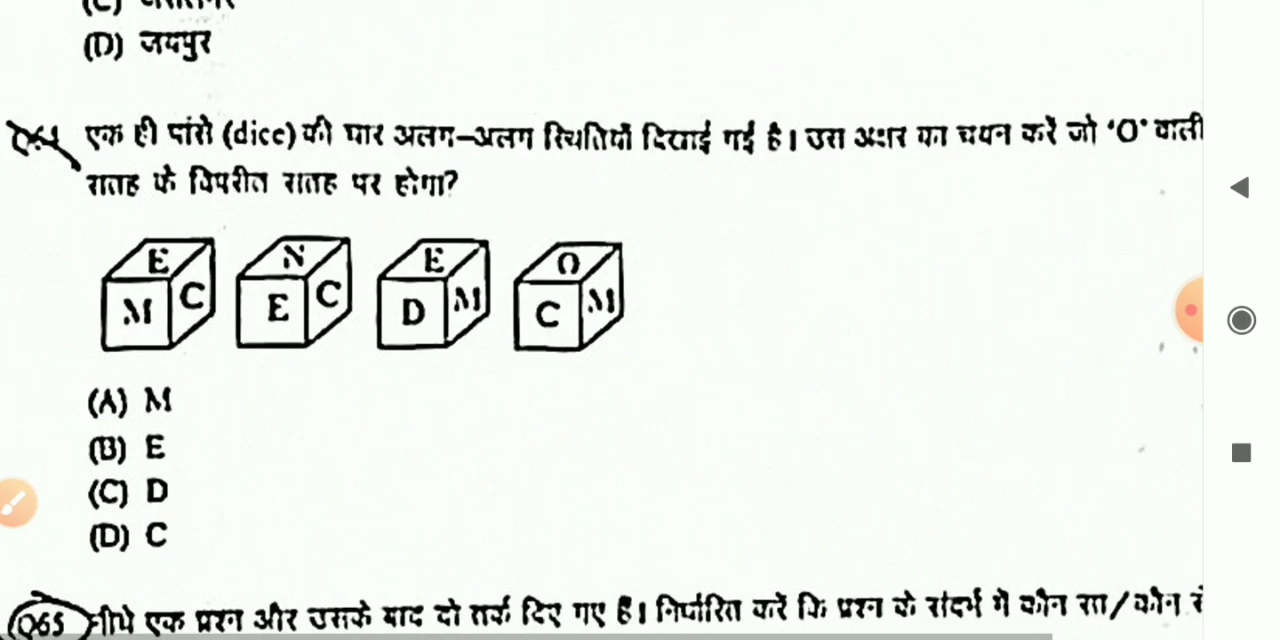 (D) जयपुर
एक ही पांसे (dice) की चार अलग-अलग स्थितियाँ दिखाई गई है। उस अक्षर का चयन करें जो 'O' वाली
सतह के विपरीत सतह पर होगा?
E
M C
N
E C
E
D M
O
C M
(A) M
(B) E
(C) D
(D) C
Q65 नीचे एक प्रश्न और उसके बाद दो तर्क दिए गए हैं। निर्धारित करें कि प्रश्न के संदर्भ में कौन सा/कौन से